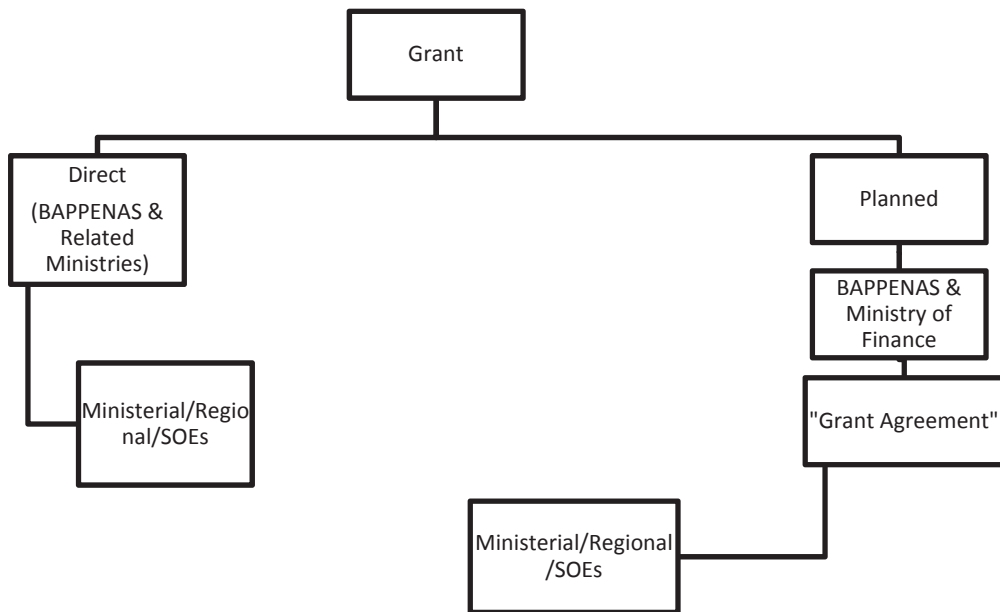 Grant
Direct
(BAPPENAS &
Related
Ministries)
Planned
BAPPENAS &
Ministry of
Finance
Ministerial/Regio
nal/SOEs
"Grant Agreement"
Ministerial/Regional
/SOEs